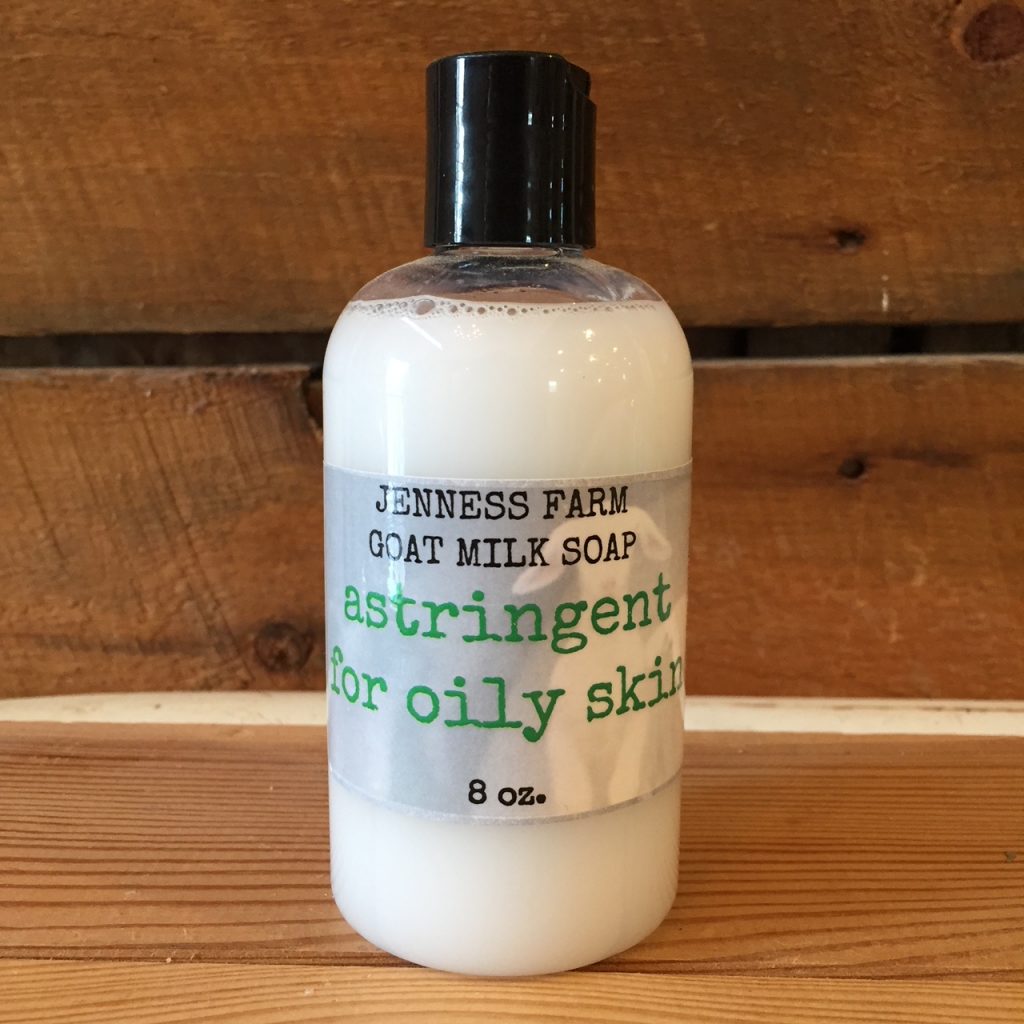 JENNESS FARM
GOAT MILK SOAP
astringent
for oily skin
8 oz.